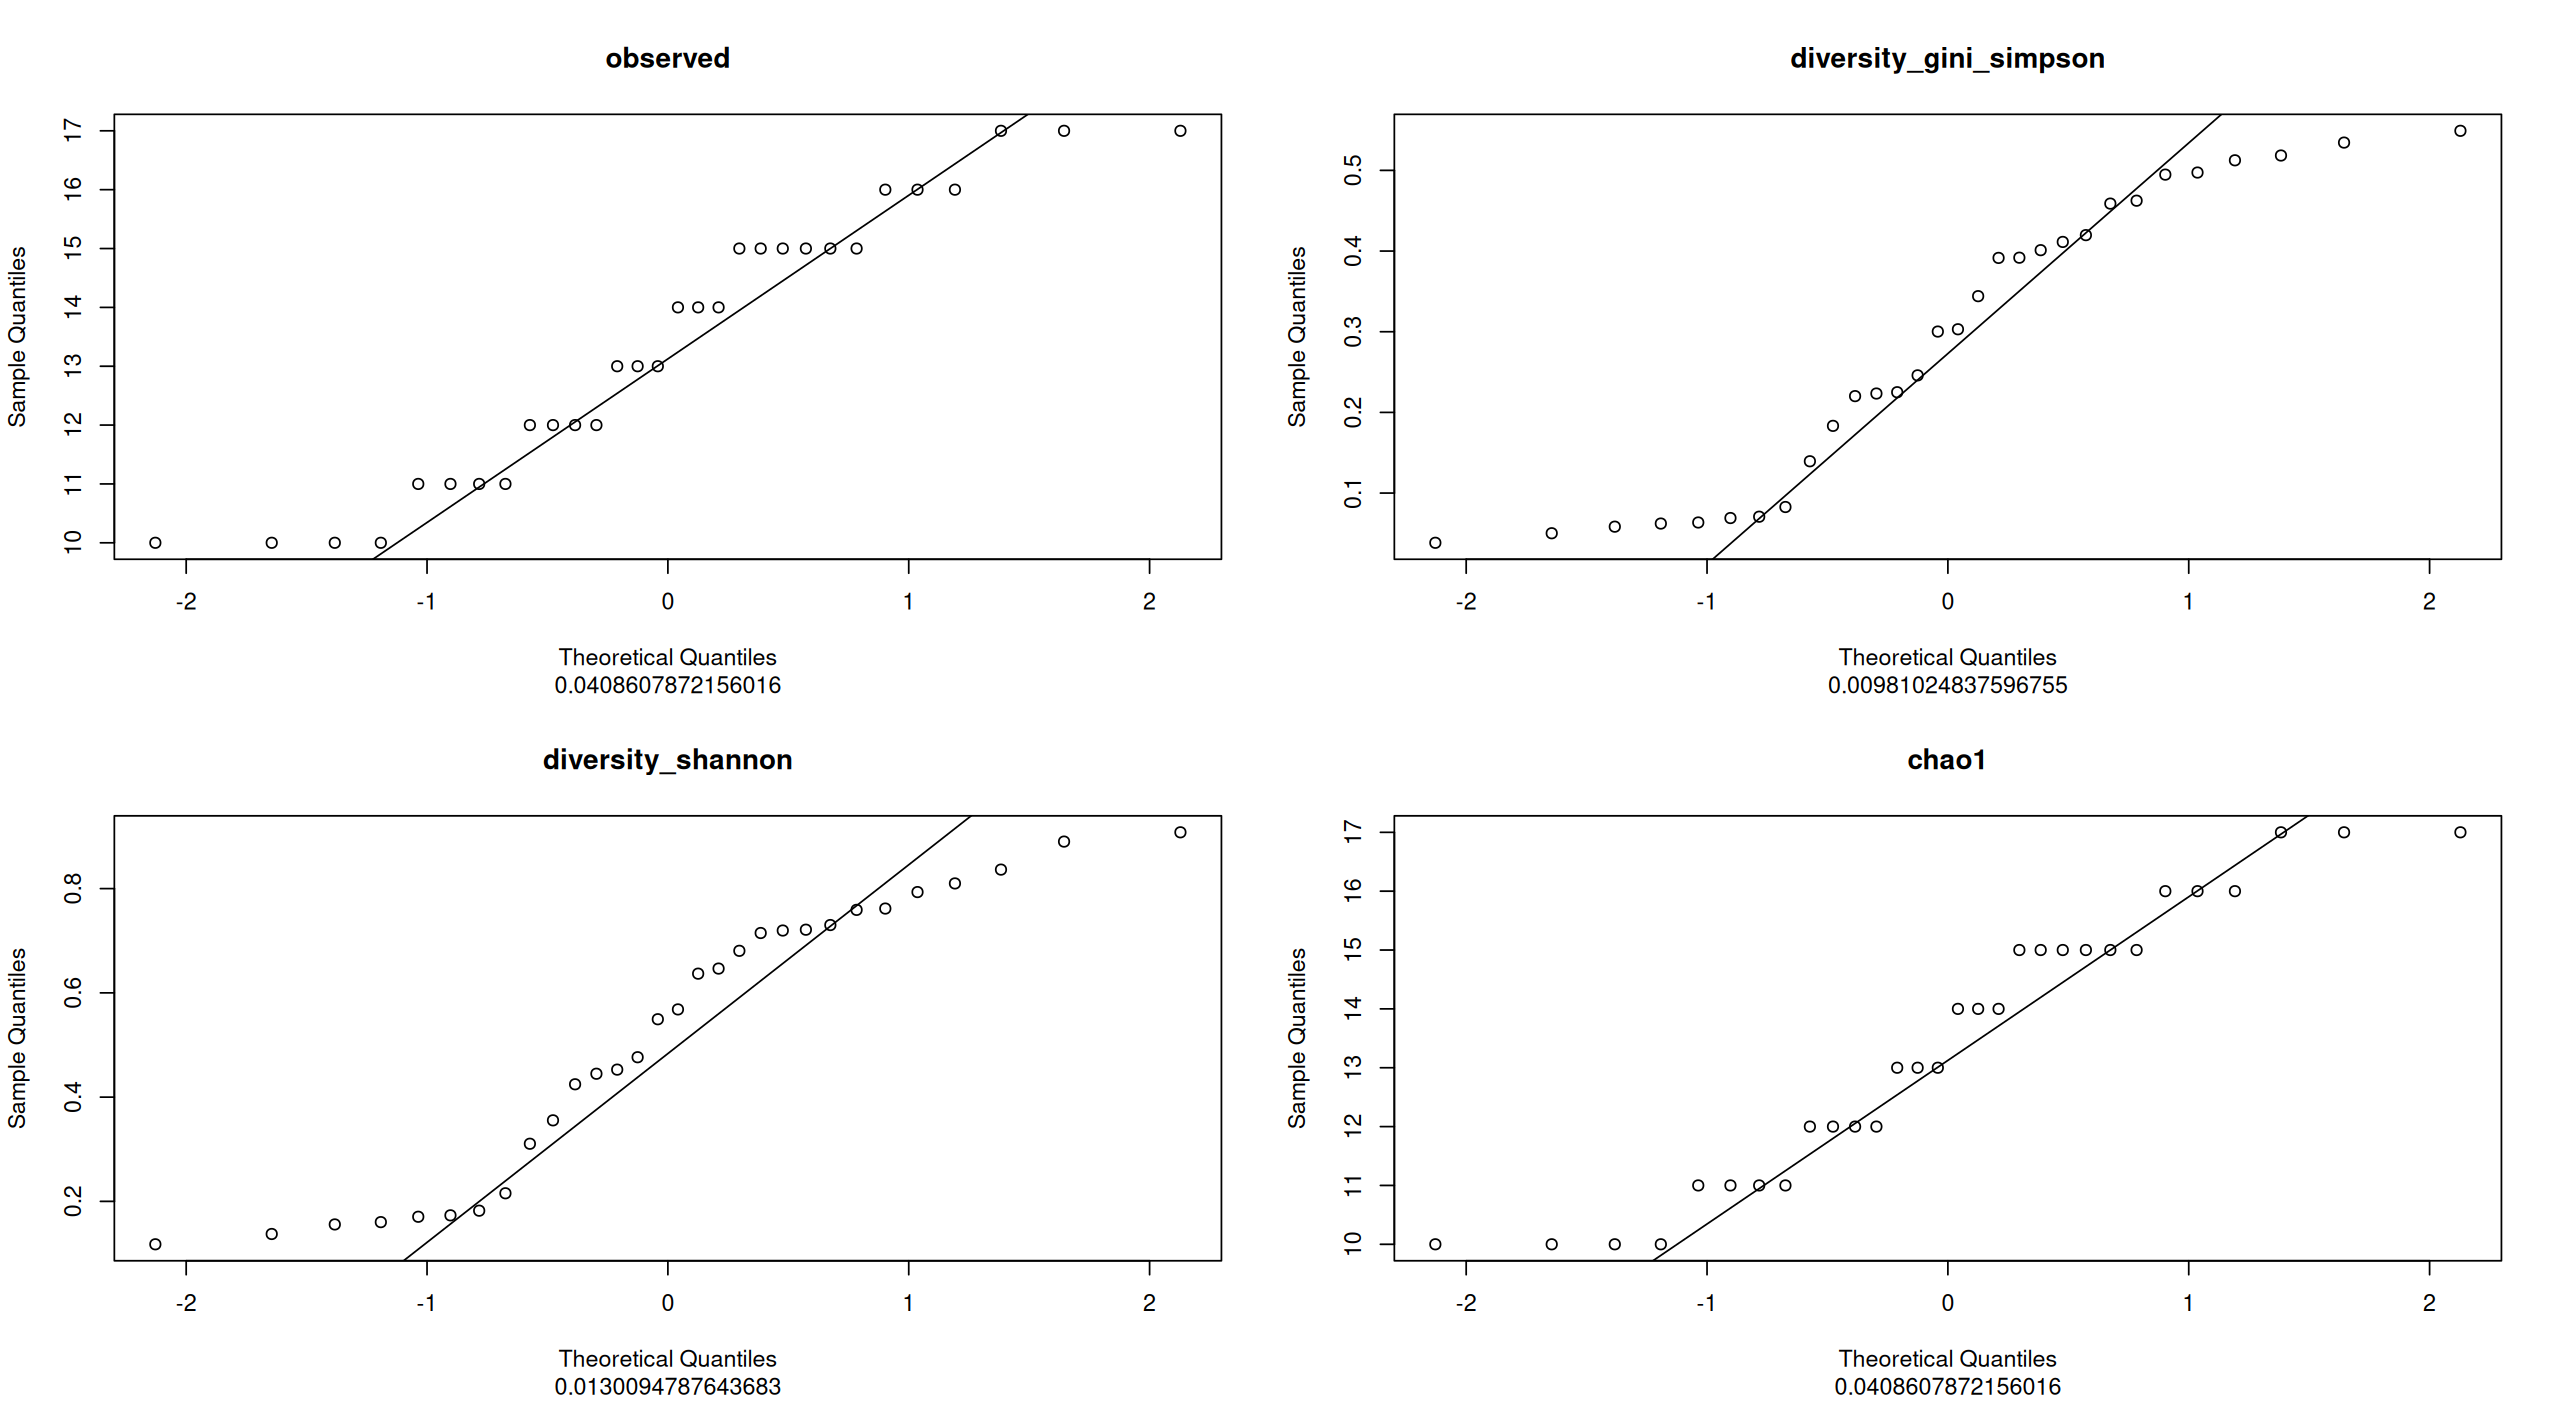 observed
Sample Quantiles
17
16
15
14
13
12
11
10
-2 -1 0 1 2
Theoretical Quantiles
0.0408607872156016
diversity_gini_simpson
Sample Quantiles
0.5
0.4
0.3
0.2
0.1
-2 -1 0 1 2
Theoretical Quantiles
0.00981024837596755
diversity_shannon
Sample Quantiles
0.8
0.6
0.4
0.2
-2 -1 0 1 2
Theoretical Quantiles
0.0130094787643683
chao1
Sample Quantiles
17
16
15
14
13
12
11
10
-2 -1 0 1 2
Theoretical Quantiles
0.0408607872156016